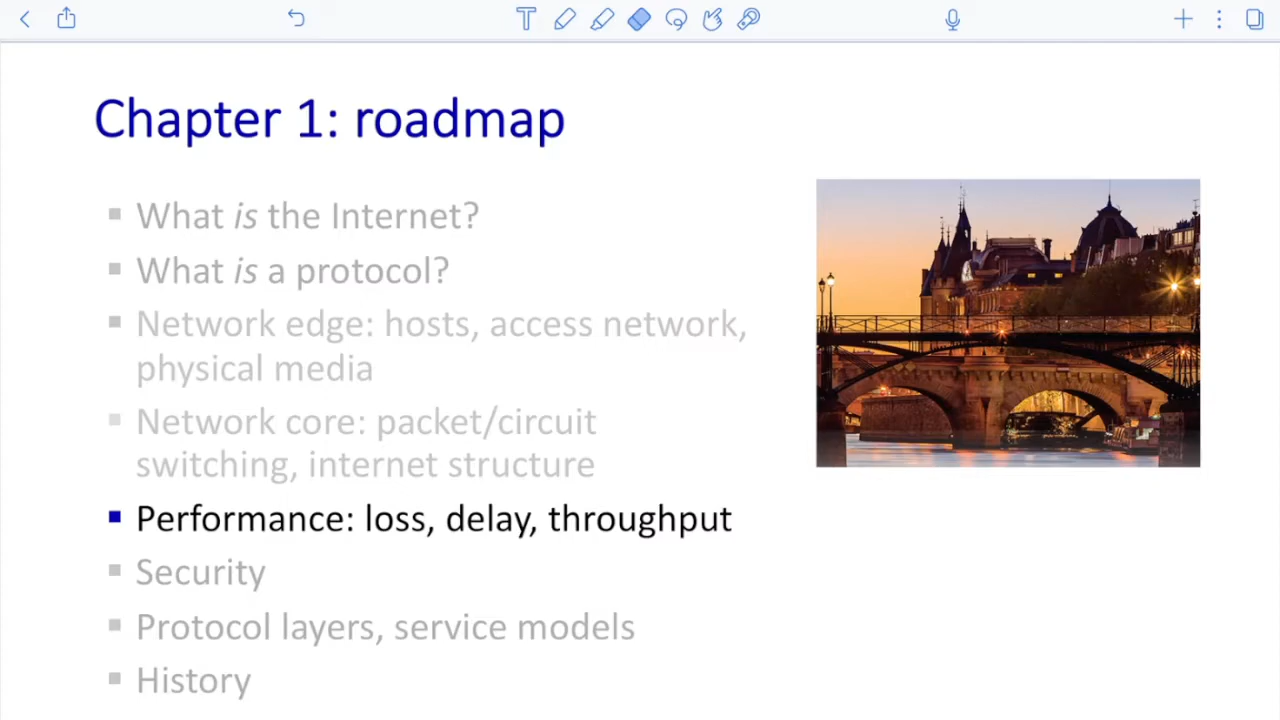 Chapter 1: roadmap
What is the Internet?
What is a protocol?
Network edge: hosts, access network,
physical media
Network core: packet/circuit
switching, internet structure
Performance: loss, delay, throughput
Security
Protocol layers, service models
History